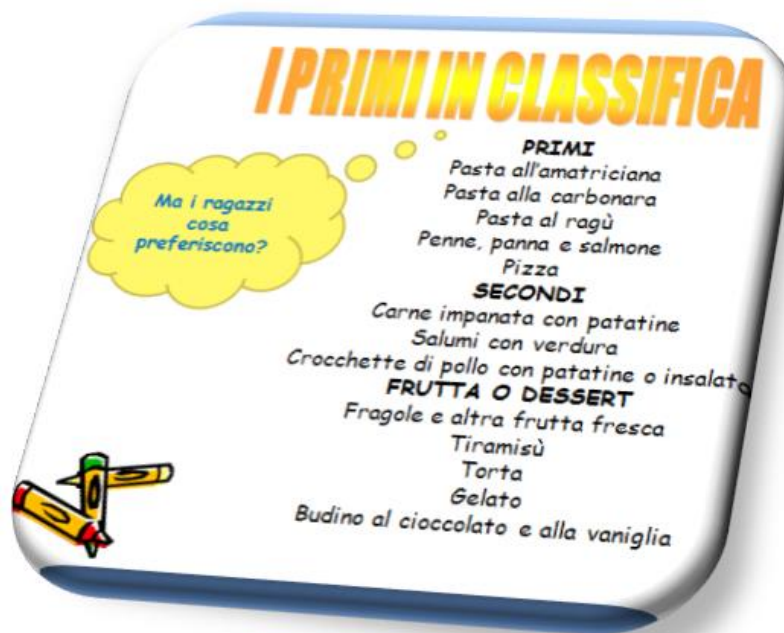 I PRIMI IN CLASSIFICA
Ma i ragazzi
cosa
preferiscono?
PRIMI
Pasta all'amatriciana
Pasta alla carbonara
Pasta al ragù
Penne, panna e salmone
Pizza
SECONDI
Carne impanata con patatine
Salumi con verdura
Crocchette di pollo con patatine o insalata
FRUTTA O DESSERT
Fragole e altra frutta fresca
Tiramisù
Torta
Gelato
Budino al cioccolato e alla vaniglia